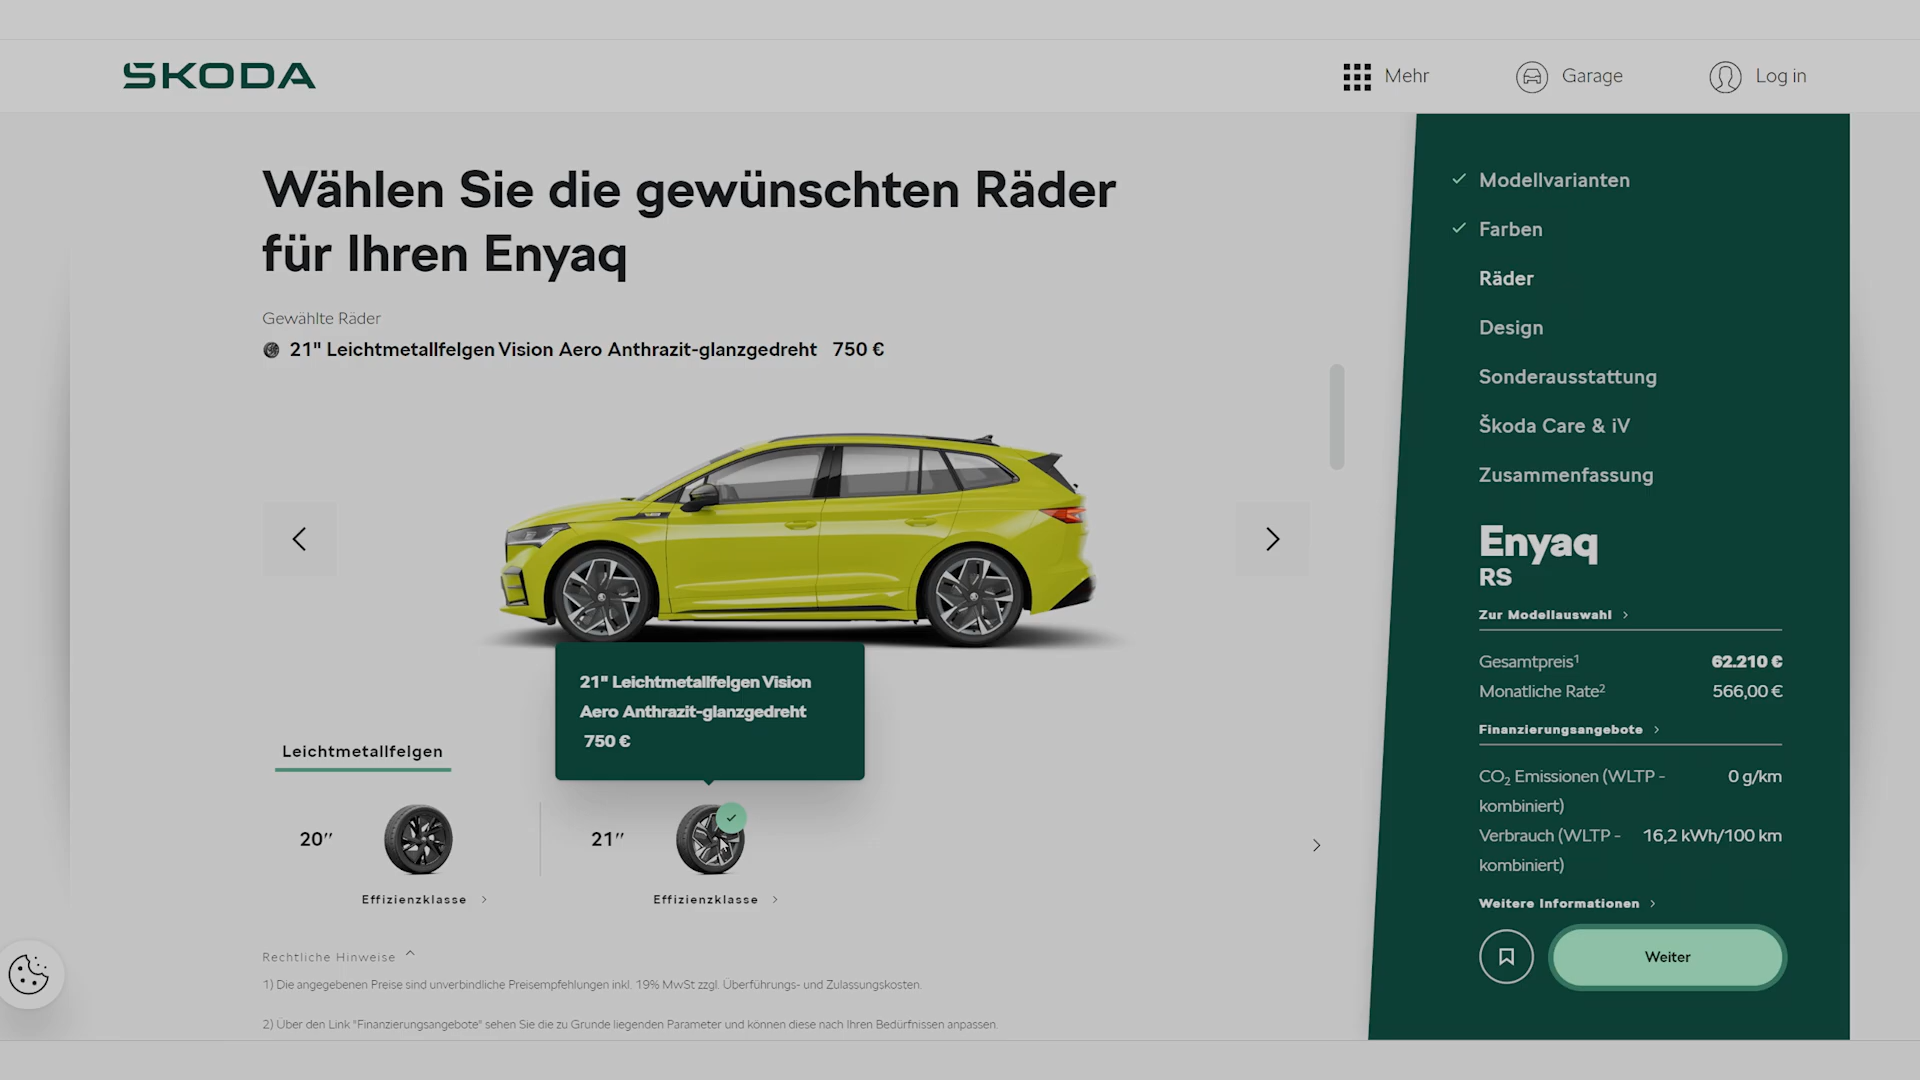 ŠKODA
Mehr
Garage
Log in
Wählen Sie die gewünschten Räder
für Ihren Enyaq
Gewählte Räder
21" Leichtmetallfelgen Vision Aero Anthrazit-glanzgedreht 750 €
21" Leichtmetallfelgen Vision
Aero Anthrazit-glanzgedreht
750 €
Leichtmetallfelgen
20′′
21′′
Effizienzklasse
Effizienzklasse
Rechtliche Hinweise
1) Die angegebenen Preise sind unverbindliche Preisempfehlungen inkl. 19% MwSt zzgl. Überführungs- und Zulassungskosten.
2) Über den Link "Finanzierungsangebote" sehen Sie die zu Grunde liegenden Parameter und können diese nach Ihren Bedürfnissen anpassen.
Modellvarianten
Farben
Räder
Design
Sonderausstattung
Škoda Care & iV
Zusammenfassung
Enyaq
RS
Zur Modellauswahl
Gesamtpreis¹ 62.210 €
Monatliche Rate² 566,00 €
Finanzierungsangebote
CO₂ Emissionen (WLTP - 0 g/km
kombiniert)
Verbrauch (WLTP - 16,2 kWh/100 km
kombiniert)
Weitere Informationen
Weiter